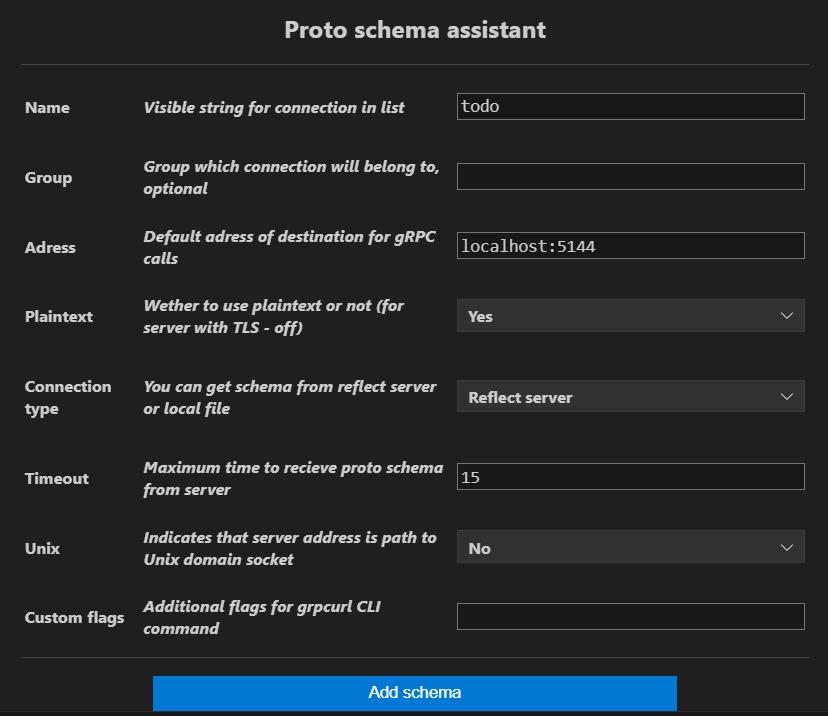 Proto schema assistant
Name
Visible string for connection in list
todo
Group
Group which connection will belong to,
optional
Adress
Default adress of destination for gRPC
calls
localhost:5144
Plaintext
Wether to use plaintext or not (for
server with TLS - off)
Yes
Connection
type
You can get schema from reflect server
or local file
Reflect server
Timeout
Maximum time to recieve proto schema
from server
15
Unix
Indicates that server address is path to
Unix domain socket
No
Custom flags
Additional flags for grpcurl CLI
command
Add schema